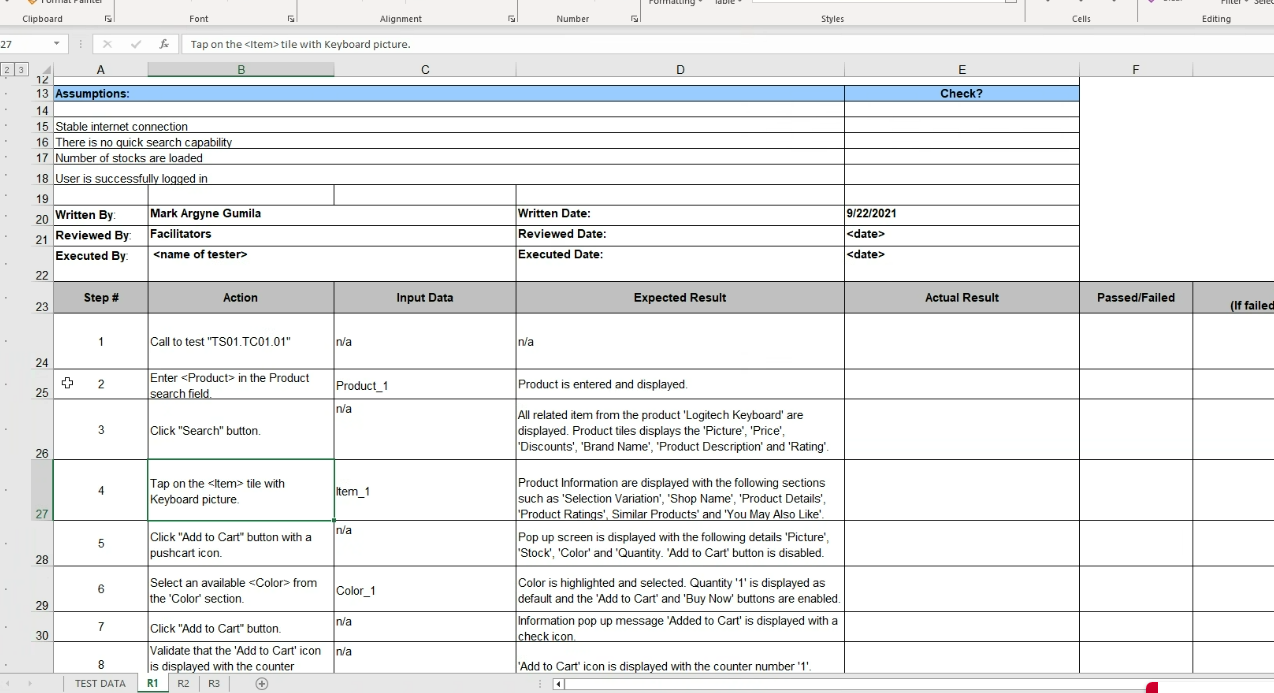 Format Painter
Formatting Table
Clipboard Font Alignment Number Styles Cells Editing
27 fx Tap on the <Item> tile with Keyboard picture.
2 3 A B C D E F
12
13 Assumptions: Check?
14
15 Stable internet connection
16 There is no quick search capability
17 Number of stocks are loaded
18 User is successfully logged in
19
20 Written By: Mark Argyne Gumila Written Date: 9/22/2021
21 Reviewed By: Facilitators Reviewed Date: <date>
22 Executed By: <name of tester> Executed Date: <date>
23 Step # Action Input Data Expected Result Actual Result Passed/Failed (If failed
24 1 Call to test "TS01.TC01.01" n/a n/a
25 2 Enter <Product> in the Product
search field. Product_1 Product is entered and displayed.
26 3 Click "Search" button. n/a All related item from the product 'Logitech Keyboard' are
displayed. Product tiles displays the 'Picture', 'Price',
'Discounts', 'Brand Name', 'Product Description' and 'Rating'.
27 4 Tap on the <Item> tile with
Keyboard picture. Item_1 Product Information are displayed with the following sections
such as 'Selection Variation', 'Shop Name', 'Product Details',
'Product Ratings', Similar Products' and 'You May Also Like'.
28 5 Click "Add to Cart" button with a
pushcart icon. n/a Pop up screen is displayed with the following details 'Picture',
'Stock', 'Color' and 'Quantity. 'Add to Cart' button is disabled.
29 6 Select an available <Color> from
the 'Color' section. Color_1 Color is highlighted and selected. Quantity '1' is displayed as
default and the 'Add to Cart' and 'Buy Now' buttons are enabled.
30 7 Click "Add to Cart" button. n/a Information pop up message 'Added to Cart' is displayed with a
check icon.
8 Validate that the 'Add to Cart' icon
is displayed with the counter n/a 'Add to Cart' icon is displayed with the counter number '1'.
TEST DATA R1 R2 R3